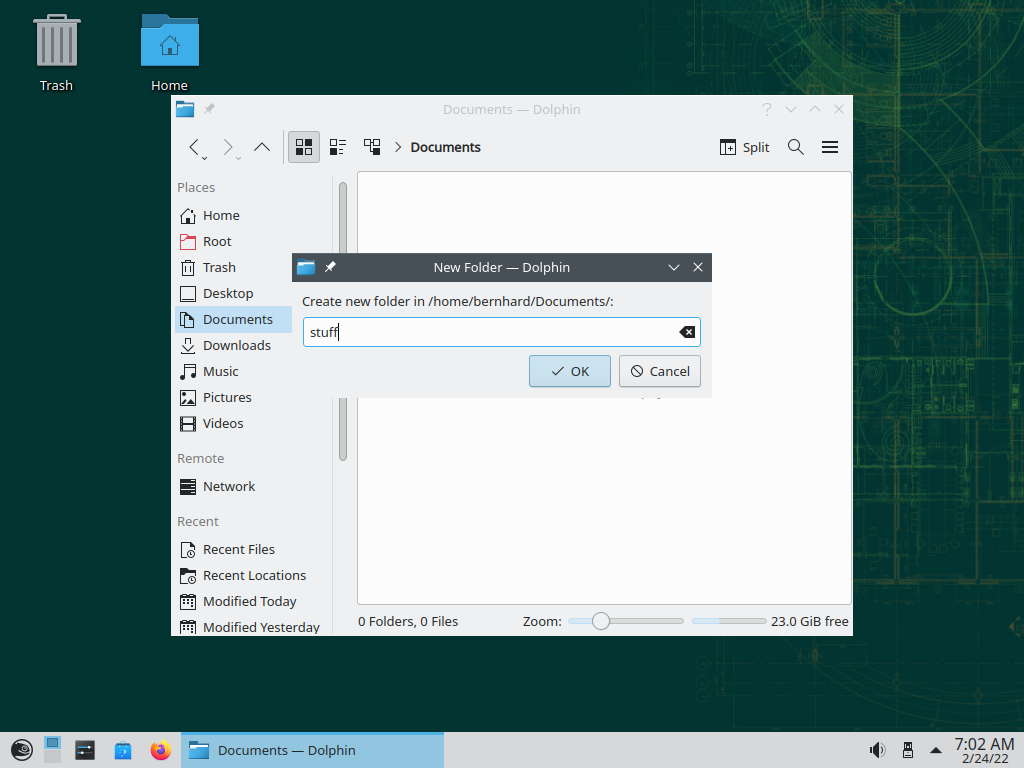 Trash
Home
Documents — Dolphin
Documents
Split
Places
Home
Root
Trash
Desktop
Documents
Downloads
Music
Pictures
Videos
Remote
Network
Recent
Recent Files
Recent Locations
Modified Today
Modified Yesterday
New Folder — Dolphin
Create new folder in /home/bernhard/Documents/:
stuff
OK
Cancel
0 Folders, 0 Files
Zoom:
23.0 GiB free
Documents — Dolphin
7:02 AM
2/24/22